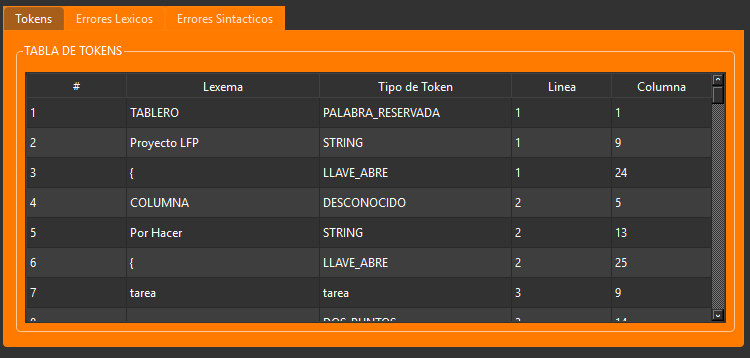 Tokens Errores Lexicos Errores Sintacticos
TABLA DE TOKENS
# Lexema Tipo de Token Linea Columna
1 TABLERO PALABRA_RESERVADA 1 1
2 Proyecto LFP STRING 1 9
3 { LLAVE_ABRE 1 24
4 COLUMNA DESCONOCIDO 2 5
5 Por Hacer STRING 2 13
6 { LLAVE_ABRE 2 25
7 tarea tarea 3 9
8 DOS_PUNTOS 3 14